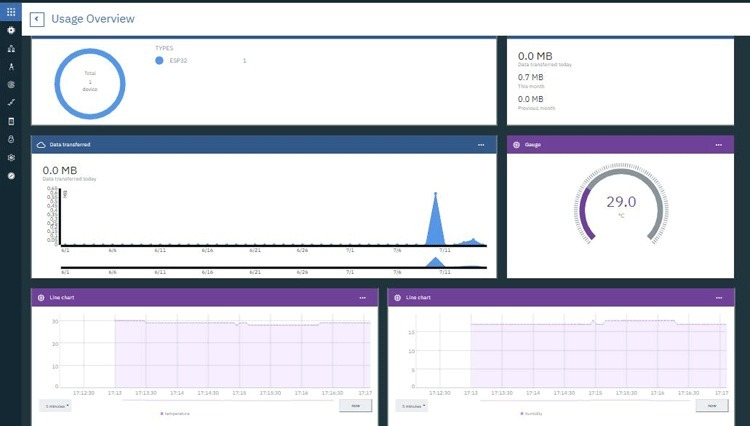 Usage Overview
TYPES
ESP32 1
Total
1
device
0.0 MB
Data transferred today
0.7 MB
This month
0.0 MB
Previous month
Data transferred
0.0 MB
Data transferred today
6/1 6/6 6/11 6/16 6/21 6/26 7/1 7/6 7/11
6/1 6/6 6/11 6/16 6/21 6/26 7/1 7/6 7/11
Gauge
29.0
°C
Line chart
30
20
10
0
17:12:30 17:13 17:13:30 17:14 17:14:30 17:15 17:15:30 17:16 17:16:30 17:17
5 minutes
now
temperature
Line chart
15
10
5
0
17:12:30 17:13 17:13:30 17:14 17:14:30 17:15 17:15:30 17:16 17:16:30 17:17
5 minutes
now
humidity